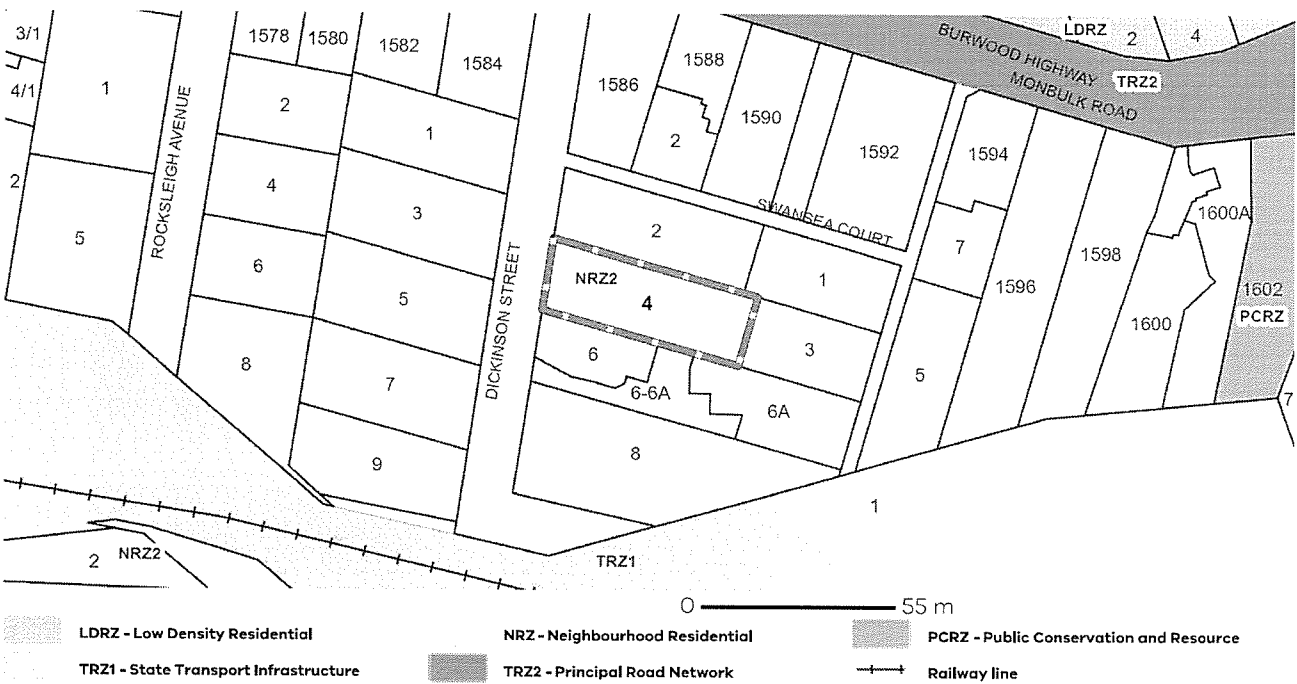 3/1
1578
1580
1582
1584
1586
1588
LDRZ
2
4
BURWOOD HIGHWAY
TRZ2
MONBULK ROAD
4/1
1
2
1
1590
2
1592
1594
ROCKSLEIGH AVENUE
2
5
4
3
DICKINSON STREET
2
SWANSEA COURT
1
7
1596
1598
1600A
6
5
NRZ2
4
3
1602
PCRZ
1600
8
7
6
6-6A
6A
5
7
9
8
1
2
NRZ2
TRZ1
0 55 m
LDRZ - Low Density Residential
NRZ - Neighbourhood Residential
PCRZ - Public Conservation and Resource
TRZ1 - State Transport Infrastructure
TRZ2 - Principal Road Network
Railway line